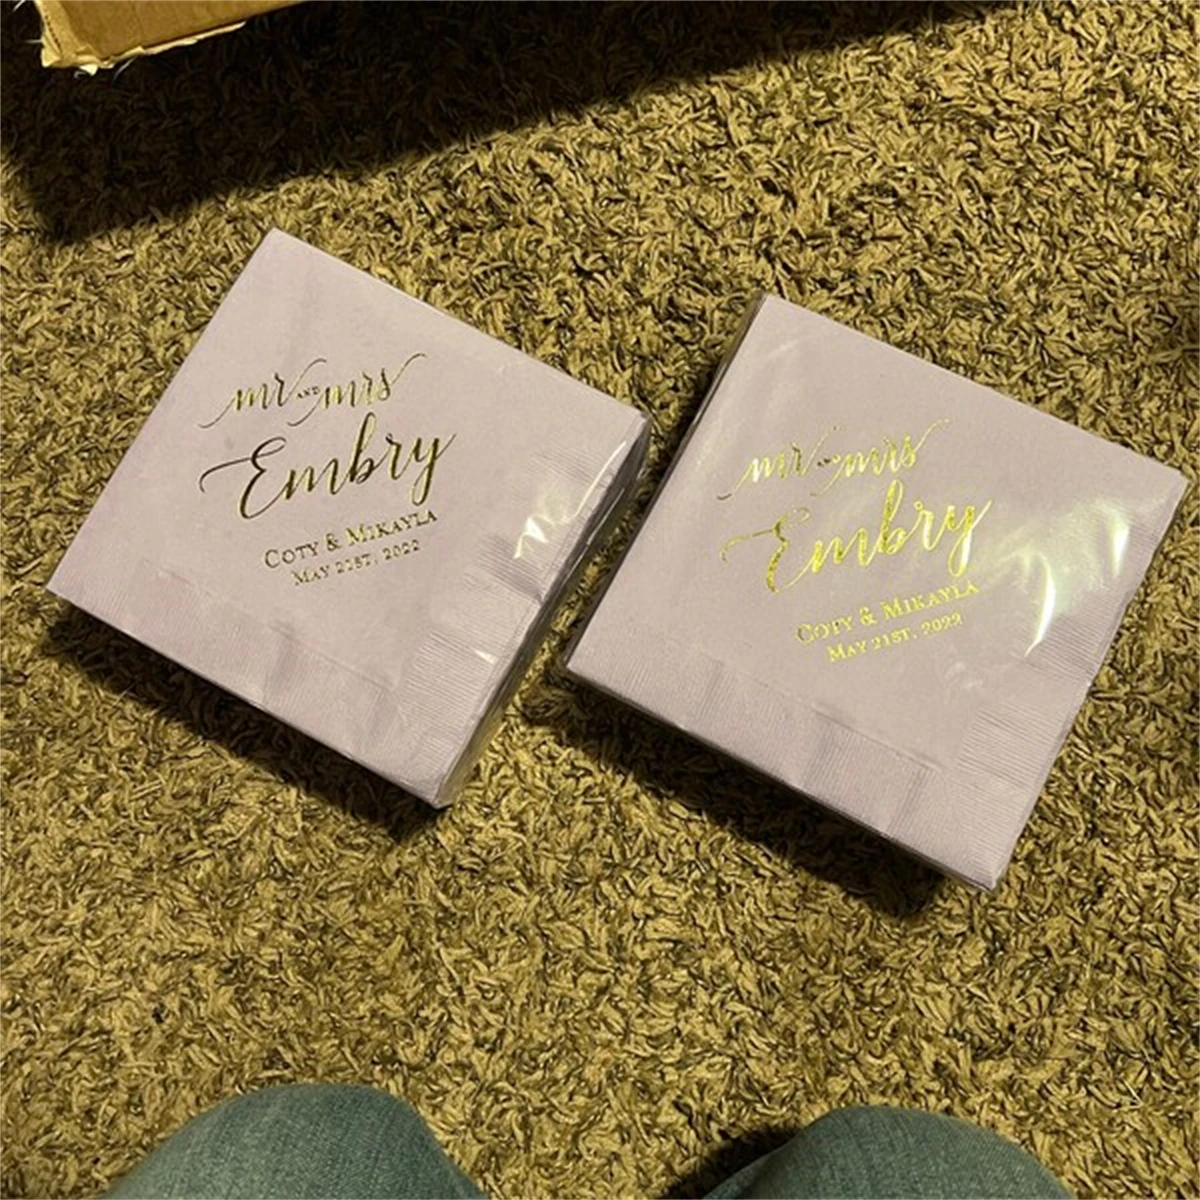 mr AND mrs
Embry
COTY & MIKAYLA
MAY 21ST, 2022
mr AND mrs
Embry
COTY & MIKAYLA
MAY 21ST, 2022